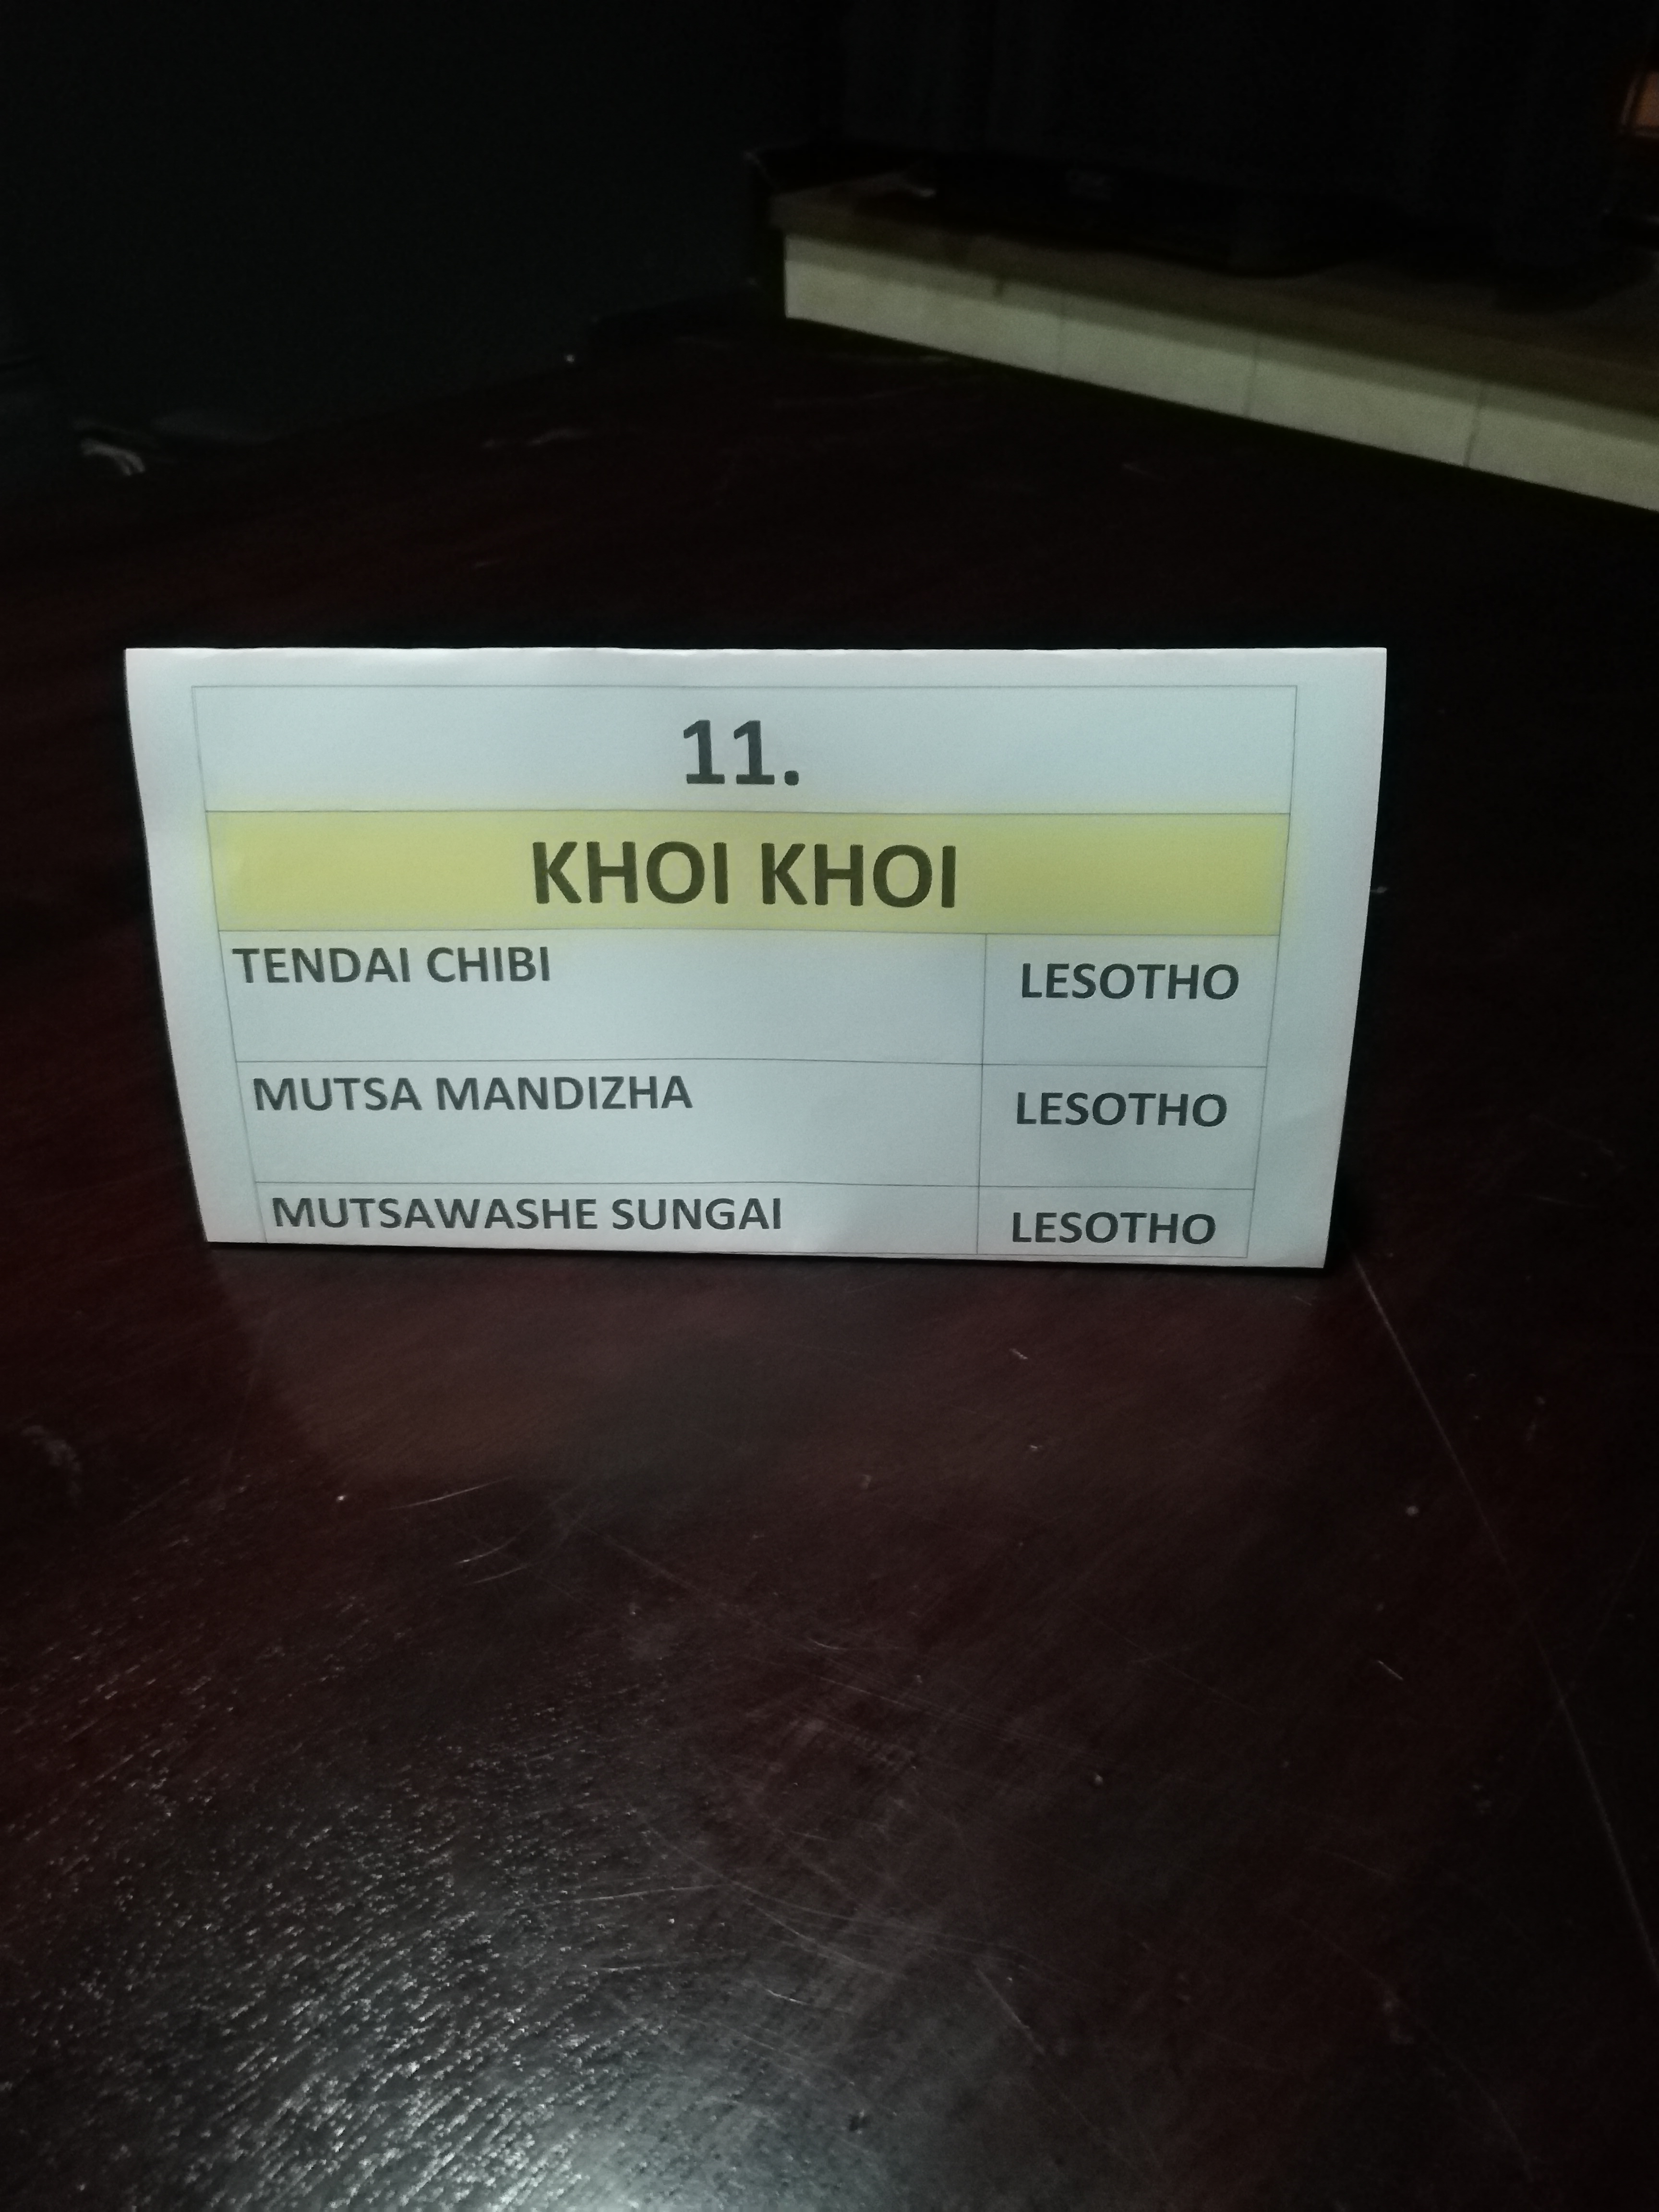 11.
KHOI KHOI
TENDAI CHIBI LESOTHO
MUTSA MANDIZHA LESOTHO
MUTSAWASHE SUNGAI LESOTHO